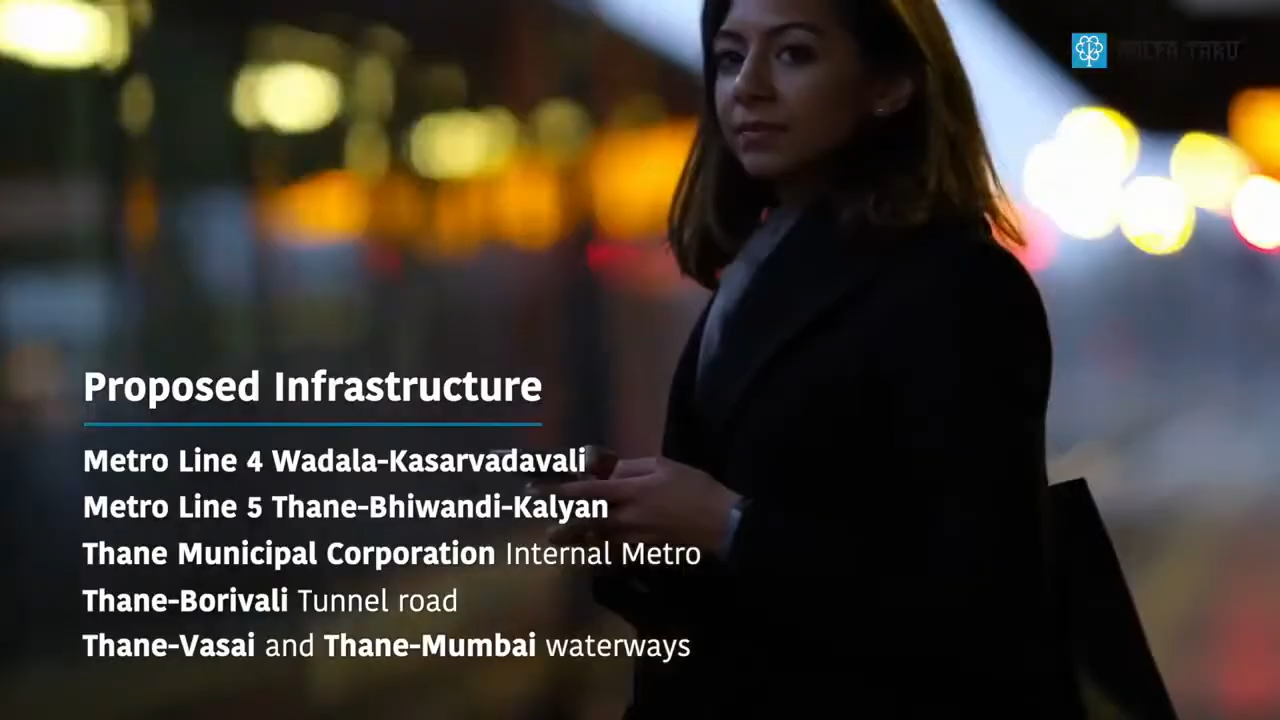 Proposed Infrastructure
Metro Line 4 Wadala-Kasarvadavali
Metro Line 5 Thane-Bhiwandi-Kalyan
Thane Municipal Corporation Internal Metro
Thane-Borivali Tunnel road
Thane-Vasai and Thane-Mumbai waterways